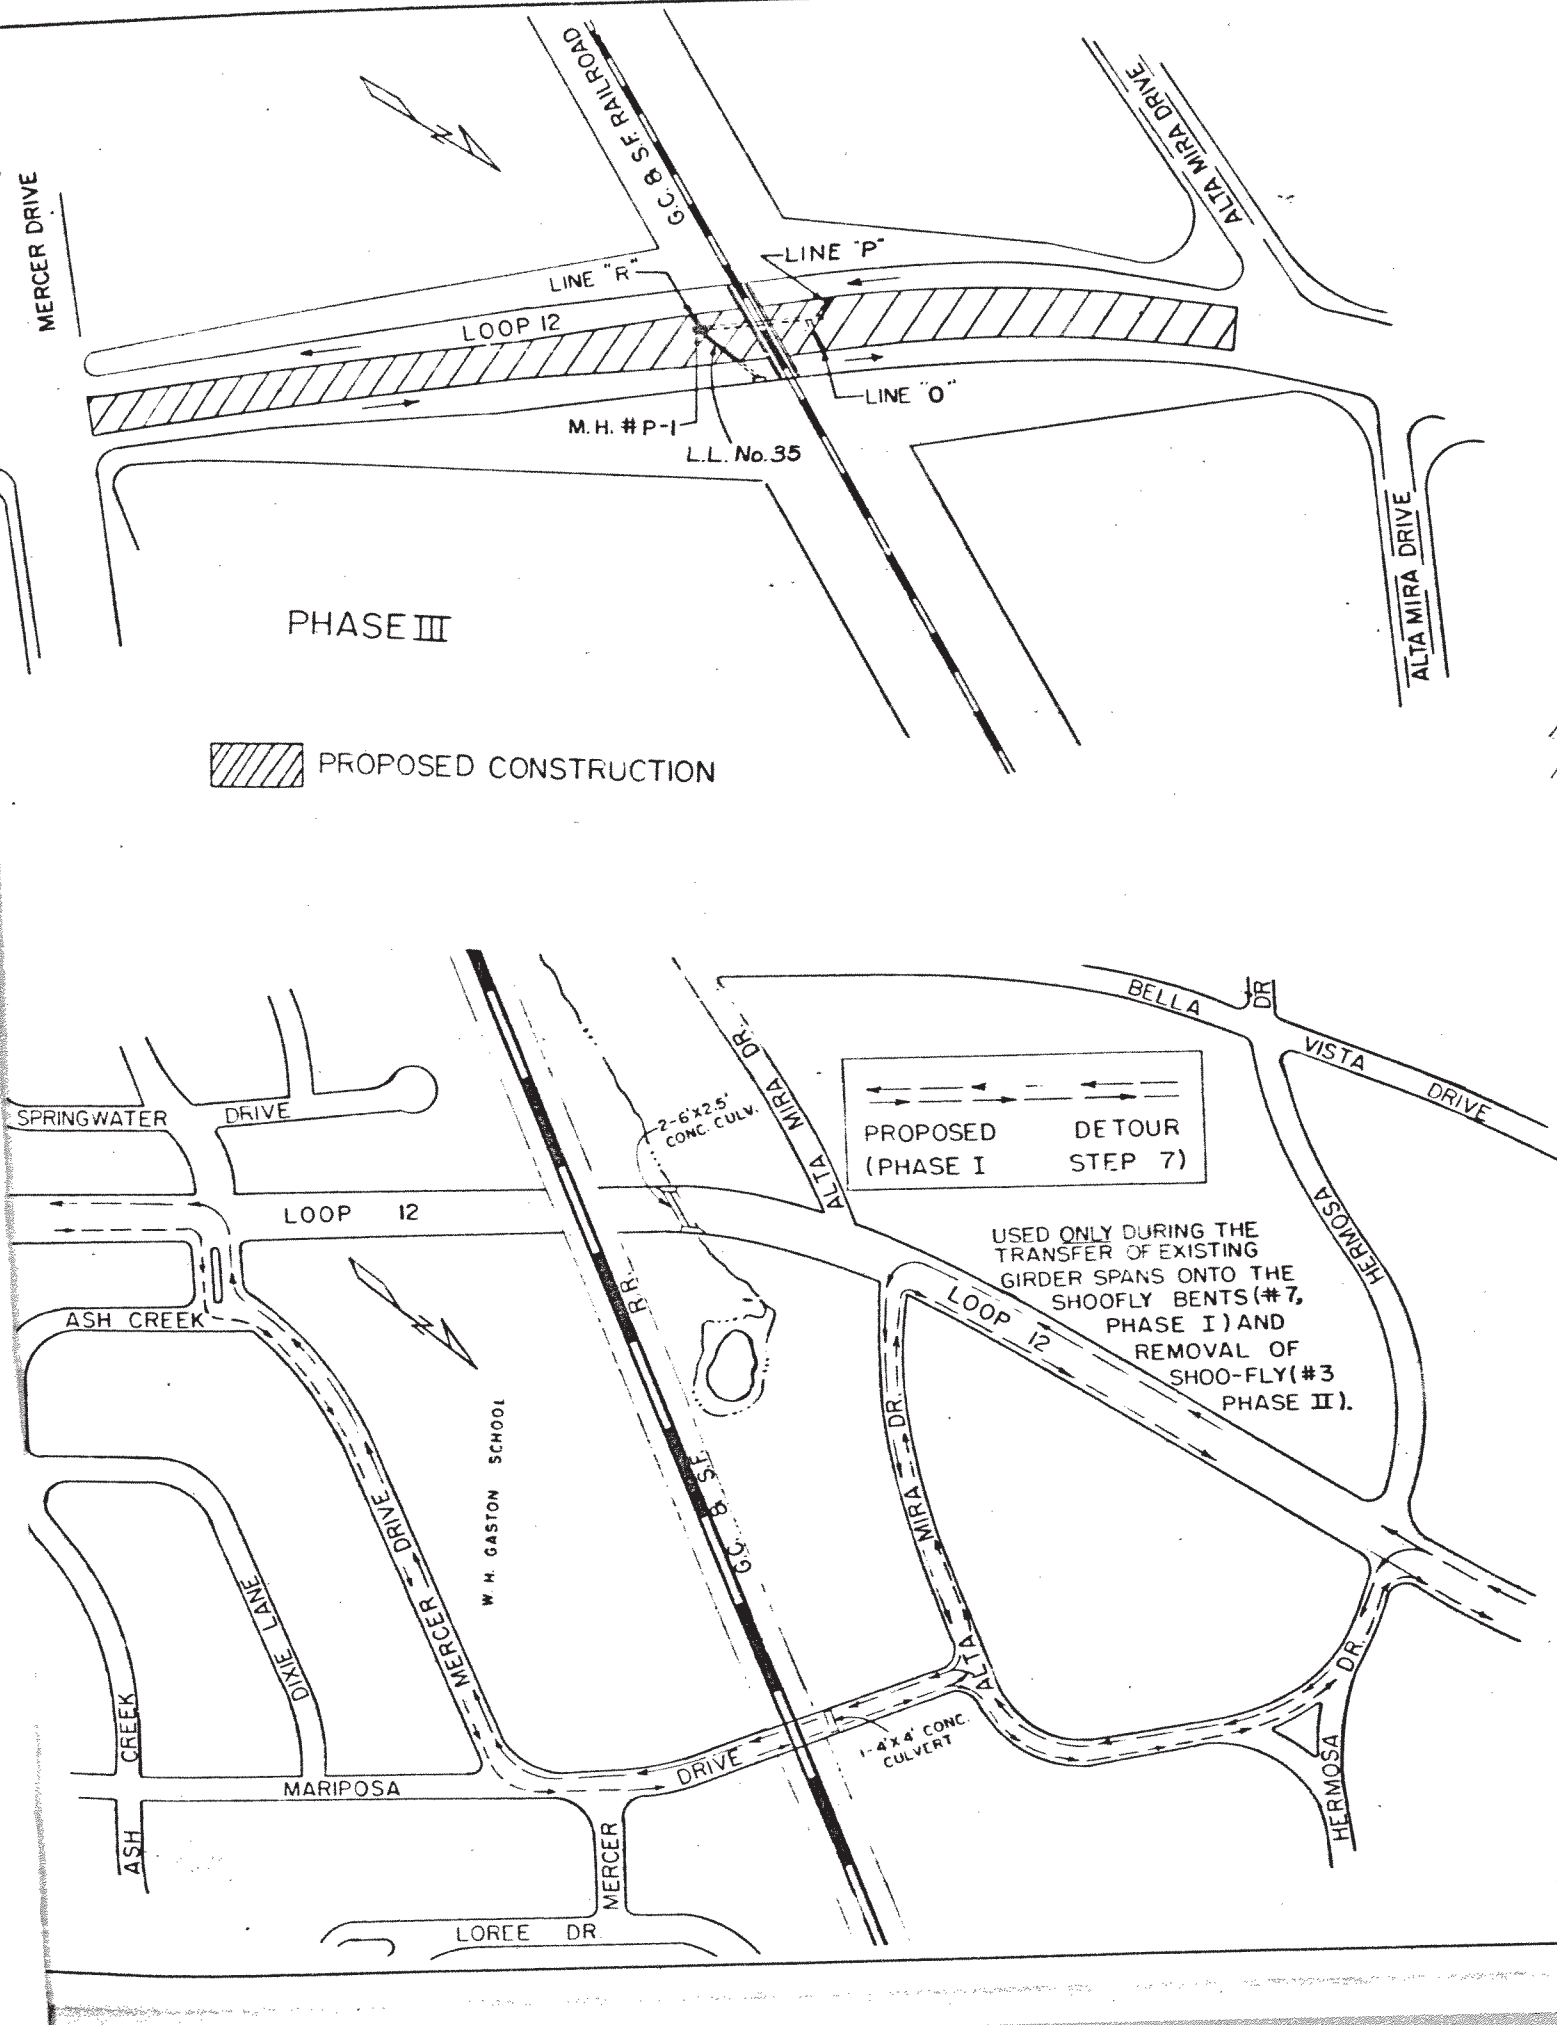 G.C. & S.F. RAILROAD
ALTA MIRA DRIVE
MERCER DRIVE
N
LINE "P"
LINE "R"
LOOP 12
LINE "O"
M.H. #P-1
L.L. No. 35
ALTA MIRA DRIVE
PHASE III
PROPOSED CONSTRUCTION
BELLA
DR
VISTA
DRIVE
ALTA MIRA DR.
SPRINGWATER DRIVE
2-6'X2.5'
CONC. CULV.
PROPOSED DETOUR
(PHASE I STEP 7)
LOOP 12
HERMOSA
USED ONLY DURING THE
TRANSFER OF EXISTING
GIRDER SPANS ONTO THE
SHOOFLY BENTS (#7,
PHASE I) AND
REMOVAL OF
SHOO-FLY (#3
PHASE II).
N
R.R.
LOOP 12
ASH CREEK
W. H. GASTON SCHOOL
G.C. & S.F.
MERCER DRIVE
MERCER
DIXIE LANE
ALTA MIRA DR.
ALTA
HERMOSA DR.
ASH CREEK
MARIPOSA DRIVE
1-4'X4' CONC.
CULVERT
MERCER
LOREE DR.